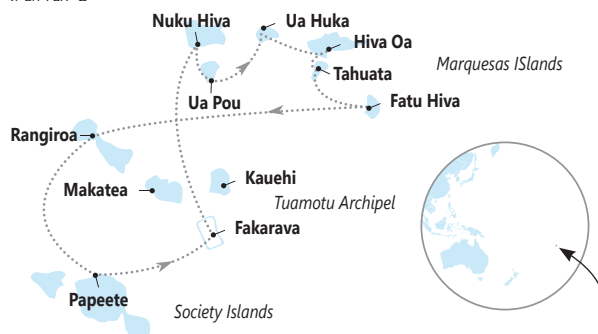 Nuku Hiva
Ua Huka
Hiva Oa
Tahuata
Marquesas ISlands
Ua Pou
Fatu Hiva
Rangiroa
Makatea
Kauehi
Tuamotu Archipel
Fakarava
Papeete
Society Islands